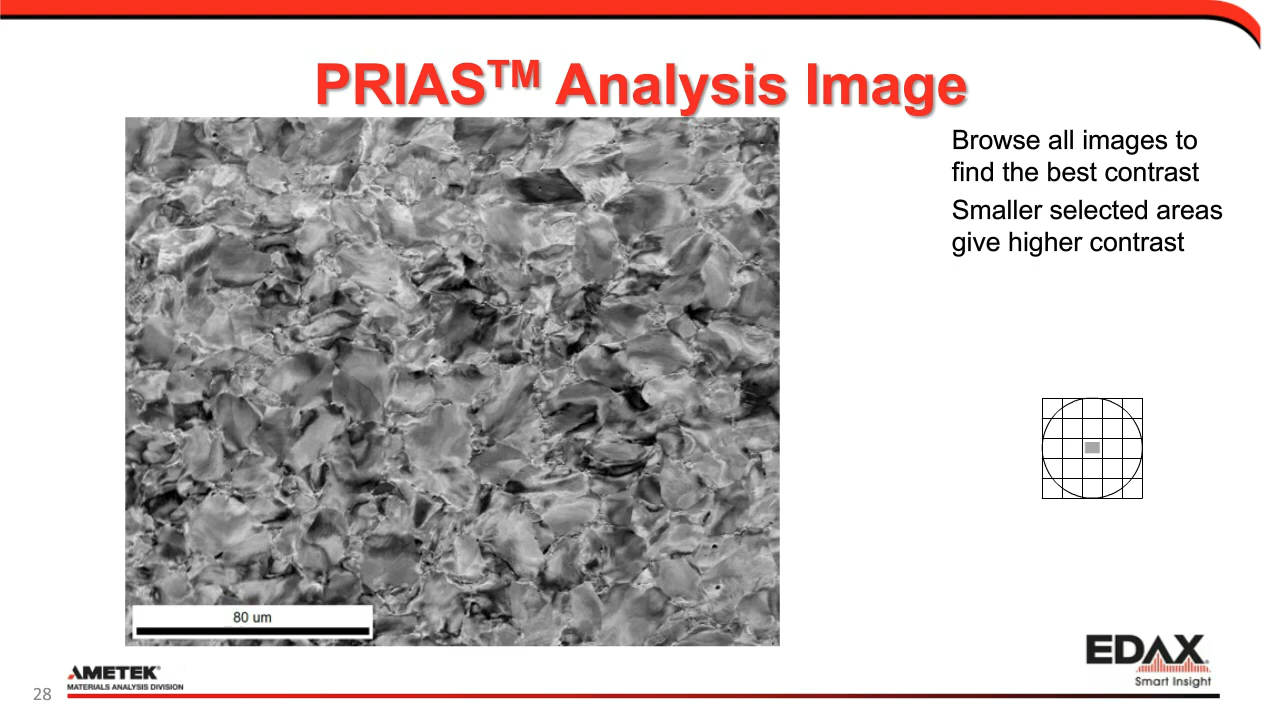 PRIAS™ Analysis Image
Browse all images to
find the best contrast
Smaller selected areas
give higher contrast
80 um
EDAX
Smart Insight
AMETEK®
MATERIALS ANALYSIS DIVISION
28